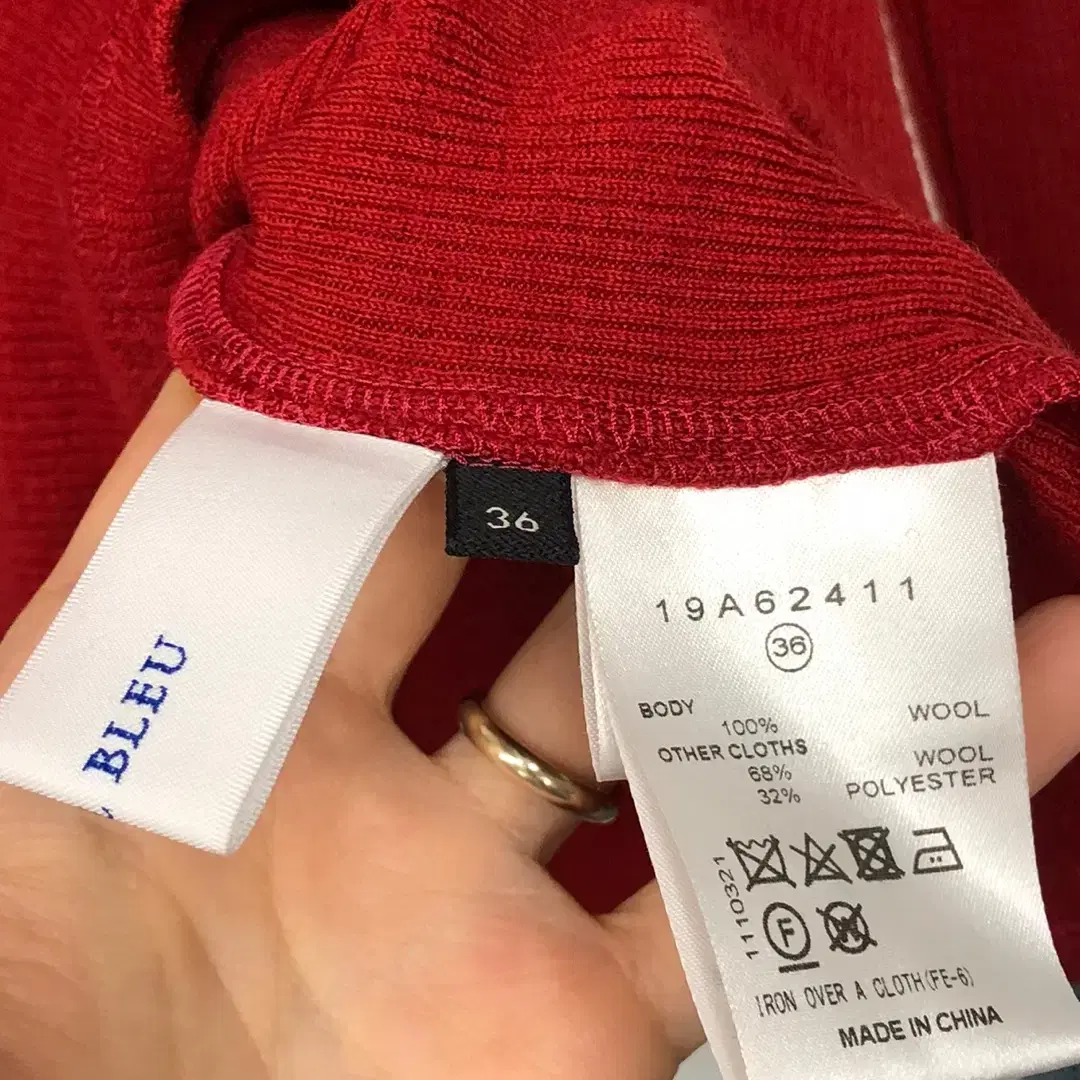 BLEU
36
19A62411
36
BODY
100% WOOL
OTHER CLOTHS
68% WOOL
32% POLYESTER
1110321
F
W
IRON OVER A CLOTH(FE-6)
MADE IN CHINA